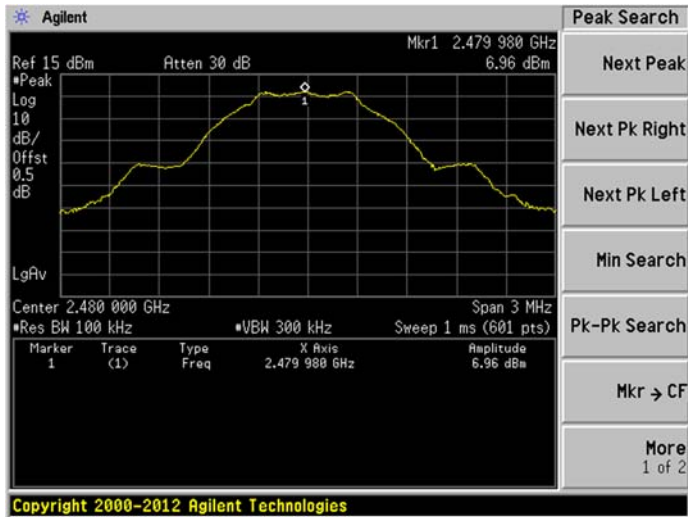 Agilent
Peak Search
Mkr1 2.479 980 GHz
Ref 15 dBm Atten 30 dB 6.96 dBm
#Peak
Log
10
dB/
Offst
0.5
dB
LgAv
1
Center 2.480 000 GHz Span 3 MHz
#Res BW 100 kHz #VBW 300 kHz Sweep 1 ms (601 pts)
Marker Trace Type X Axis Amplitude
1 (1) Freq 2.479 980 GHz 6.96 dBm
Next Peak
Next Pk Right
Next Pk Left
Min Search
Pk-Pk Search
Mkr → CF
More
1 of 2
Copyright 2000-2012 Agilent Technologies